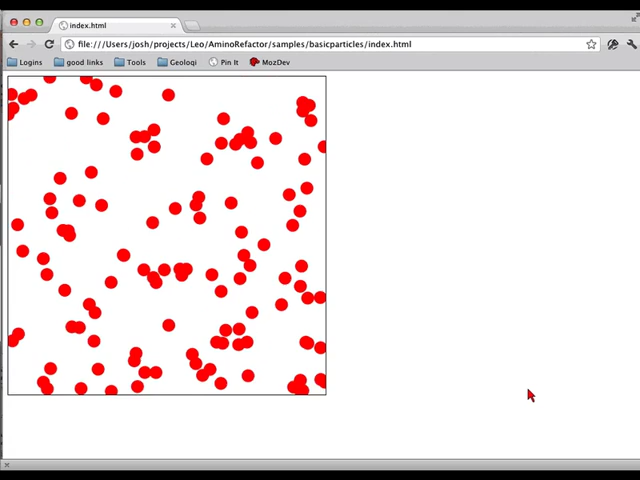 index.html
file:///Users/josh/projects/Leo/AminoRefactor/samples/basicparticles/index.html
Logins good links Tools Geologi Pin It MozDev